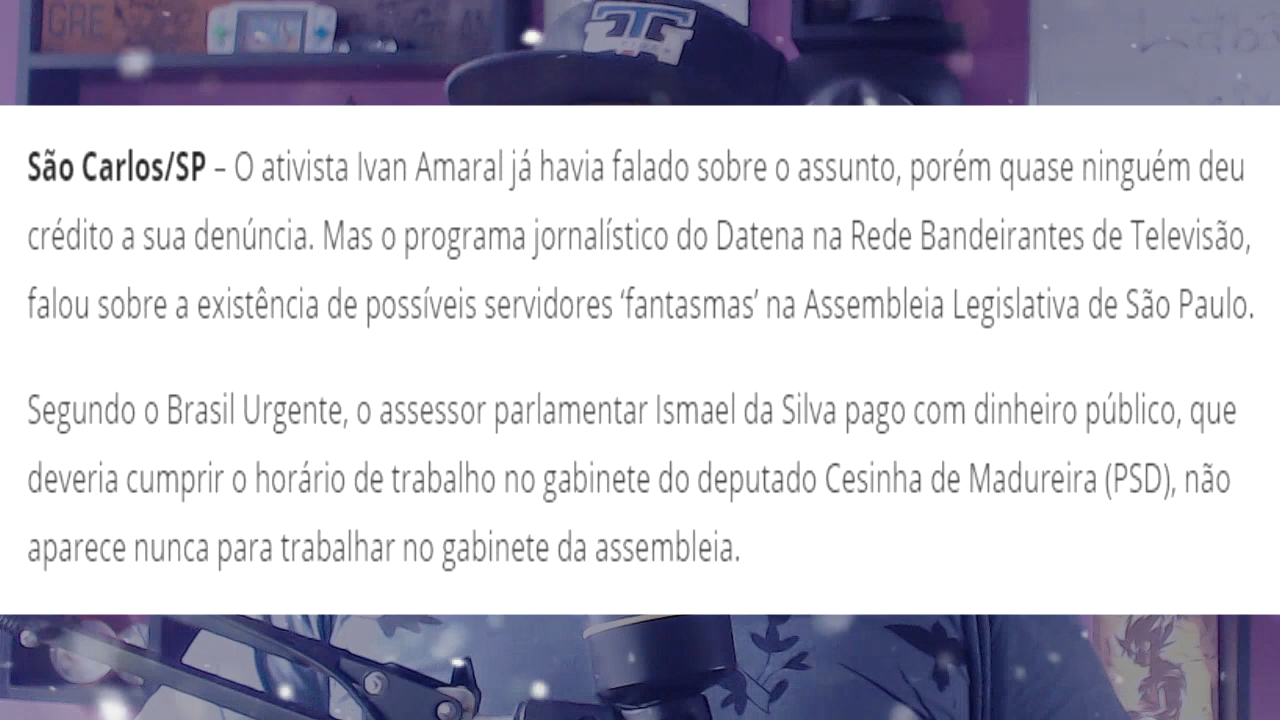 GRE
TG
São Carlos/SP – O ativista Ivan Amaral já havia falado sobre o assunto, porém quase ninguém deu
crédito a sua denúncia. Mas o programa jornalístico do Datena na Rede Bandeirantes de Televisão,
falou sobre a existência de possíveis servidores ‘fantasmas’ na Assembleia Legislativa de São Paulo.
Segundo o Brasil Urgente, o assessor parlamentar Ismael da Silva pago com dinheiro público, que
deveria cumprir o horário de trabalho no gabinete do deputado Cesinha de Madureira (PSD), não
aparece nunca para trabalhar no gabinete da assembleia.